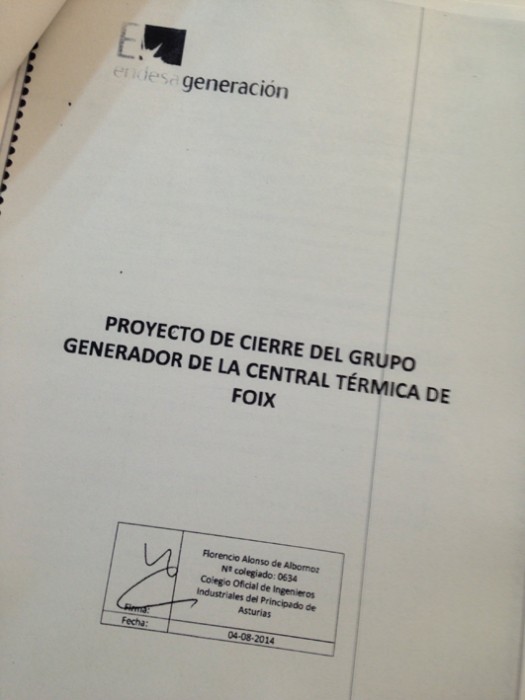 endesa generación
PROYECTO DE CIERRE DEL GRUPO
GENERADOR DE LA CENTRAL TÉRMICA DE
FOIX
Florencio Alonso de Albornoz
Nº colegiado: 0634
Colegio Oficial de Ingenieros
Industriales del Principado de
Asturias
Firma:
Fecha:
04-08-2014